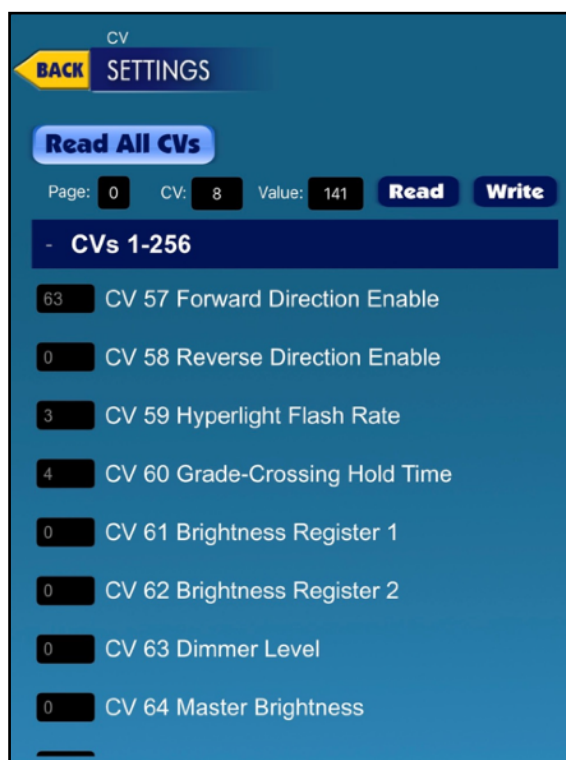 CV
BACK SETTINGS
Read All CVs
Page: 0 CV: 8 Value: 141 Read Write
- CVs 1-256
63 CV 57 Forward Direction Enable
0 CV 58 Reverse Direction Enable
3 CV 59 Hyperlight Flash Rate
4 CV 60 Grade-Crossing Hold Time
0 CV 61 Brightness Register 1
0 CV 62 Brightness Register 2
0 CV 63 Dimmer Level
0 CV 64 Master Brightness